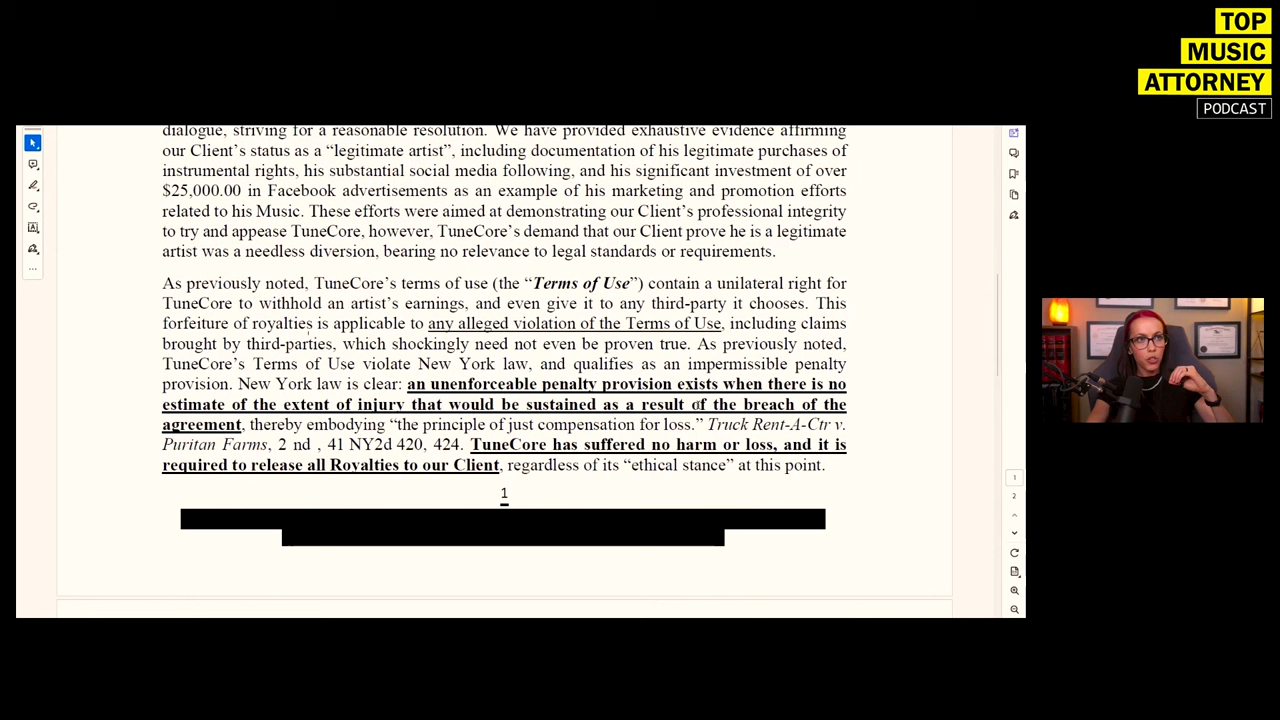 TOP
MUSIC
ATTORNEY
PODCAST
dialogue, striving for a reasonable resolution. We have provided exhaustive evidence affirming
our Client's status as a “legitimate artist”, including documentation of his legitimate purchases of
instrumental rights, his substantial social media following, and his significant investment of over
$25,000.00 in Facebook advertisements as an example of his marketing and promotion efforts
related to his Music. These efforts were aimed at demonstrating our Client's professional integrity
to try and appease TuneCore, however, TuneCore's demand that our Client prove he is a legitimate
artist was a needless diversion, bearing no relevance to legal standards or requirements.
As previously noted, TuneCore's terms of use (the “Terms of Use”) contain a unilateral right for
TuneCore to withhold an artist's earnings, and even give it to any third-party it chooses. This
forfeiture of royalties is applicable to any alleged violation of the Terms of Use, including claims
brought by third-parties, which shockingly need not even be proven true. As previously noted,
TuneCore's Terms of Use violate New York law, and qualifies as an impermissible penalty
provision. New York law is clear: an unenforceable penalty provision exists when there is no
estimate of the extent of injury that would be sustained as a result of the breach of the
agreement, thereby embodying “the principle of just compensation for loss.” Truck Rent-A-Ctr v.
Puritan Farms, 2 nd , 41 NY2d 420, 424. TuneCore has suffered no harm or loss, and it is
required to release all Royalties to our Client, regardless of its “ethical stance” at this point.
1
1
2